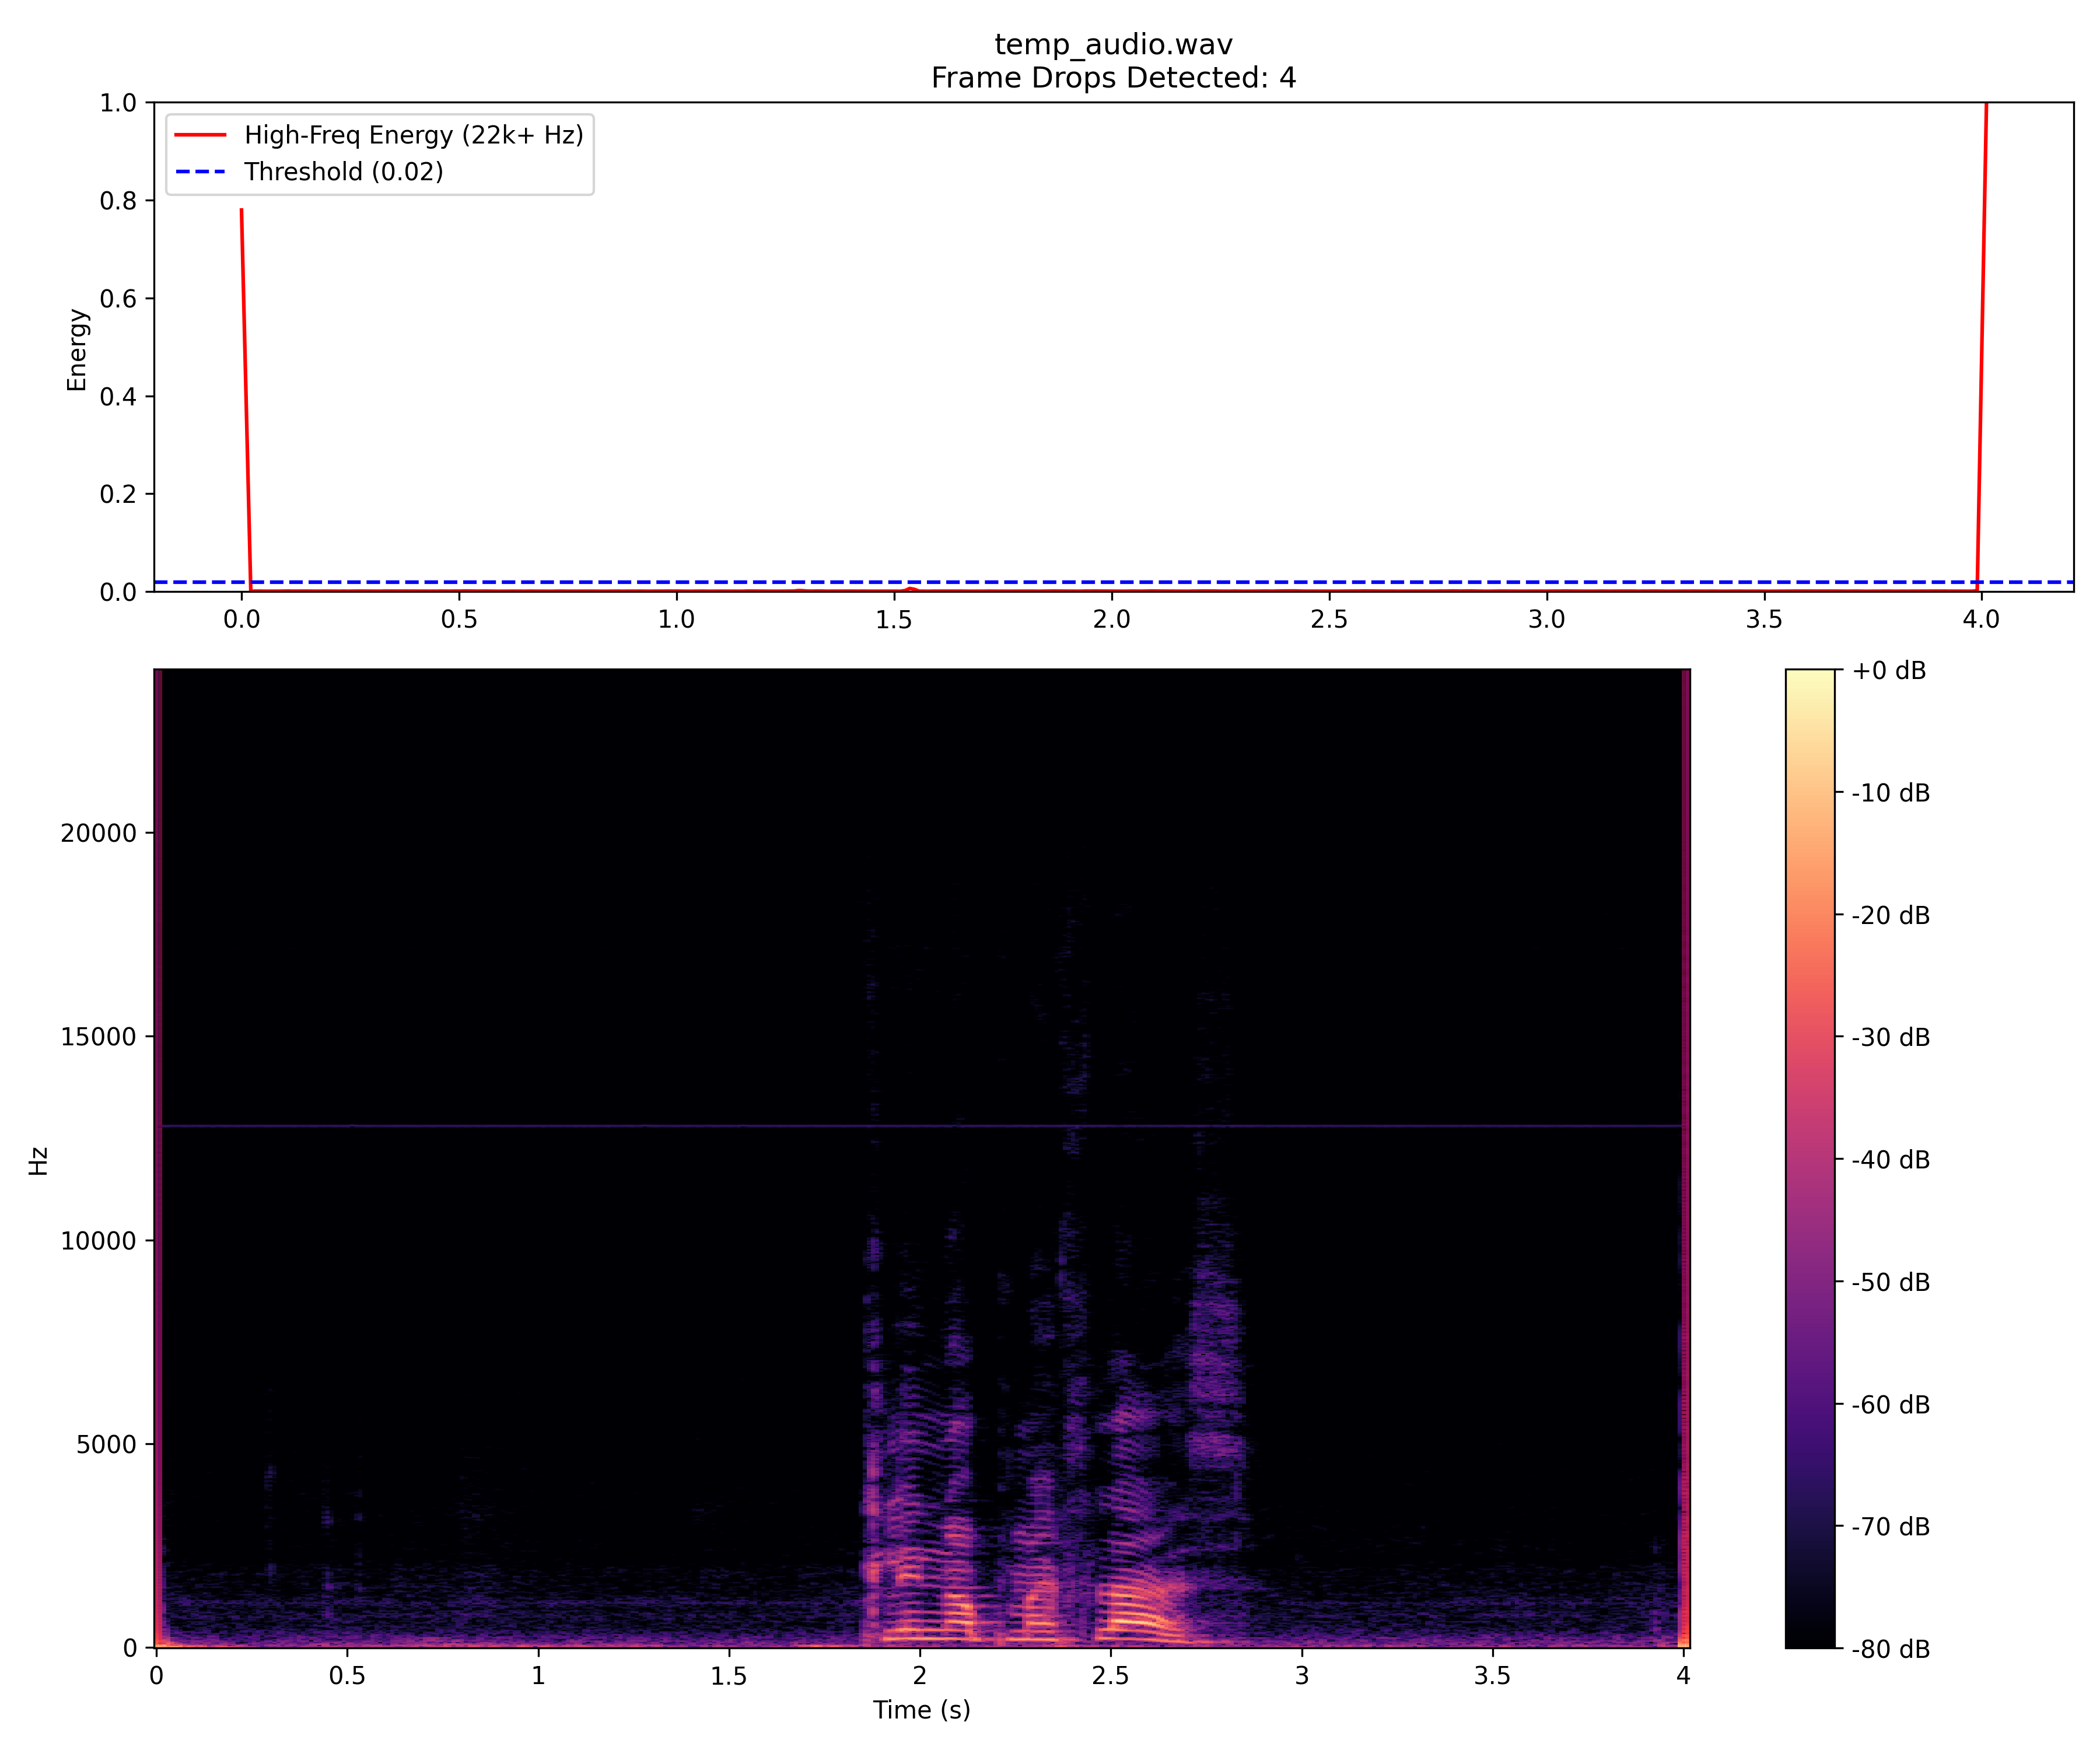 temp_audio.wav
Frame Drops Detected: 4
1.0
0.8
0.6
0.4
0.2
0.0
Energy
High-Freq Energy (22k+ Hz)
Threshold (0.02)
0.0 0.5 1.0 1.5 2.0 2.5 3.0 3.5 4.0
20000
15000
10000
5000
0
Hz
0 0.5 1 1.5 2 2.5 3 3.5 4
Time (s)
+0 dB
-10 dB
-20 dB
-30 dB
-40 dB
-50 dB
-60 dB
-70 dB
-80 dB